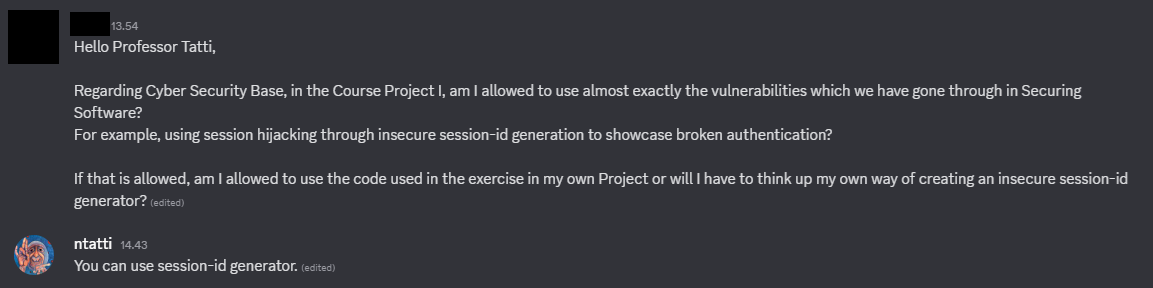 13.54
Hello Professor Tatti,
Regarding Cyber Security Base, in the Course Project I, am I allowed to use almost exactly the vulnerabilities which we have gone through in Securing
Software?
For example, using session hijacking through insecure session-id generation to showcase broken authentication?
If that is allowed, am I allowed to use the code used in the exercise in my own Project or will I have to think up my own way of creating an insecure session-id
generator? (edited)
ntatti 14.43
You can use session-id generator. (edited)